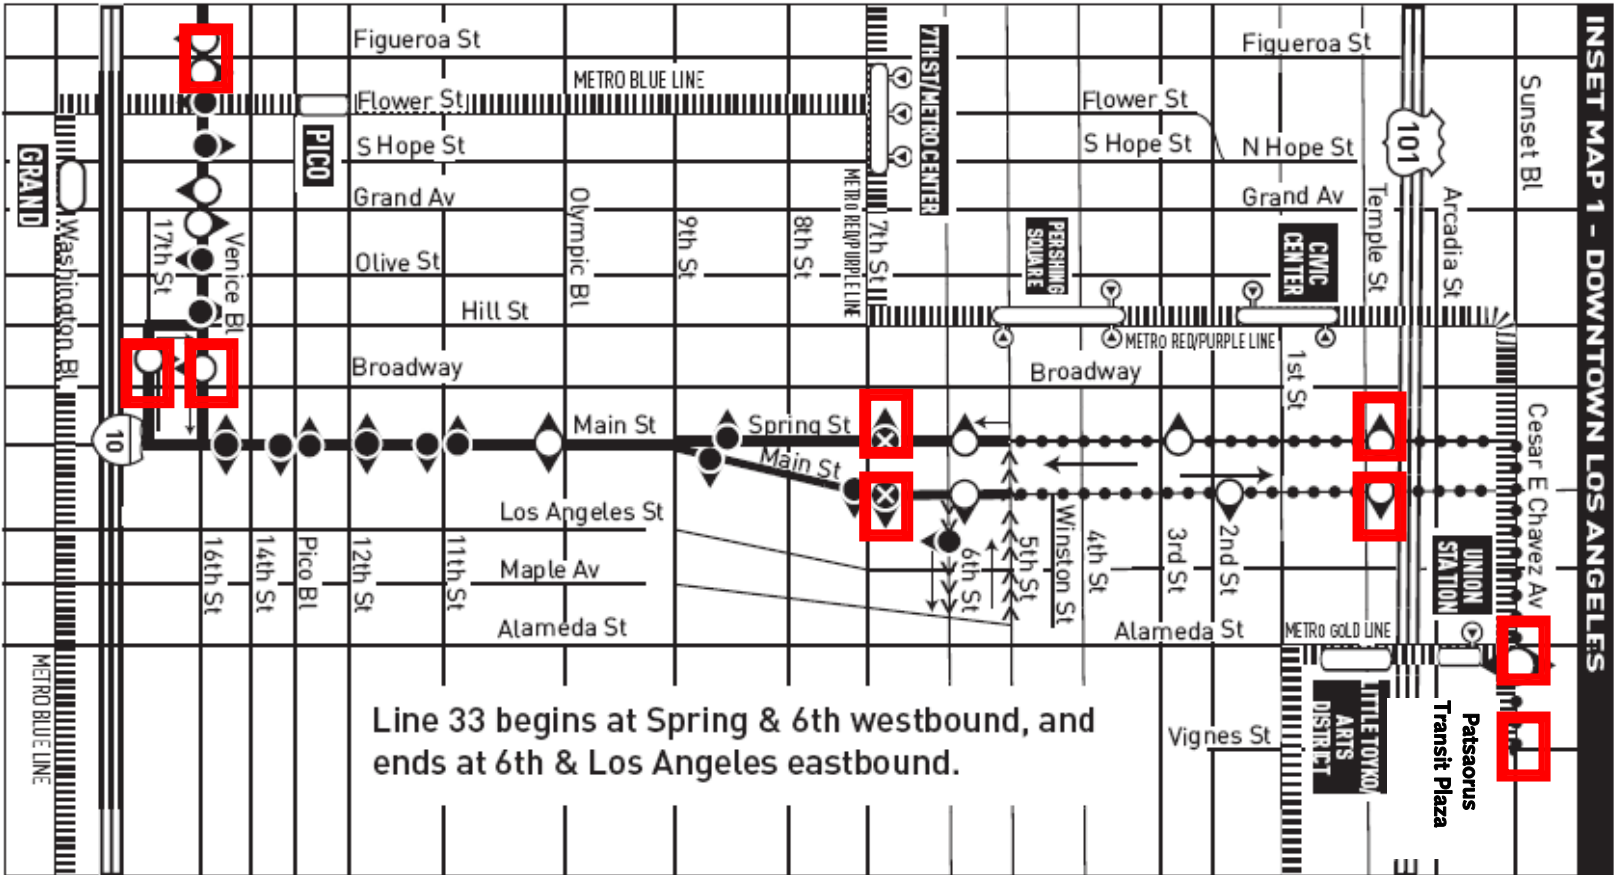 INSET MAP 1 - DOWNTOWN LOS ANGELES
Figueroa St
Figueroa St
METRO BLUE LINE
Flower St
Flower St
S Hope St
S Hope St
N Hope St
Grand Av
Grand Av
Olive St
Hill St
Broadway
Broadway
Main St
Spring St
Main St
Los Angeles St
Maple Av
Alameda St
Alameda St
Vignes St
GRAND
PICO
7TH ST/METRO CENTER
PERSHING
SQUARE
CIVIC
CENTER
UNION
STATION
LITTLE TOYKO/
ARTS
DISTRICT
Patsaorus
Transit Plaza
METRO RED/PURPLE LINE
METRO RED/PURPLE LINE
METRO GOLD LINE
METRO BLUE LINE
Washington Bl
17th St
Venice Bl
Olympic Bl
9th St
8th St
7th St
1st St
Temple St
Arcadia St
Sunset Bl
Cesar E Chavez Av
101
10
16th St
14th St
Pico Bl
12th St
11th St
6th St
5th St
Winston St
4th St
3rd St
2nd St
Line 33 begins at Spring & 6th westbound, and
ends at 6th & Los Angeles eastbound.